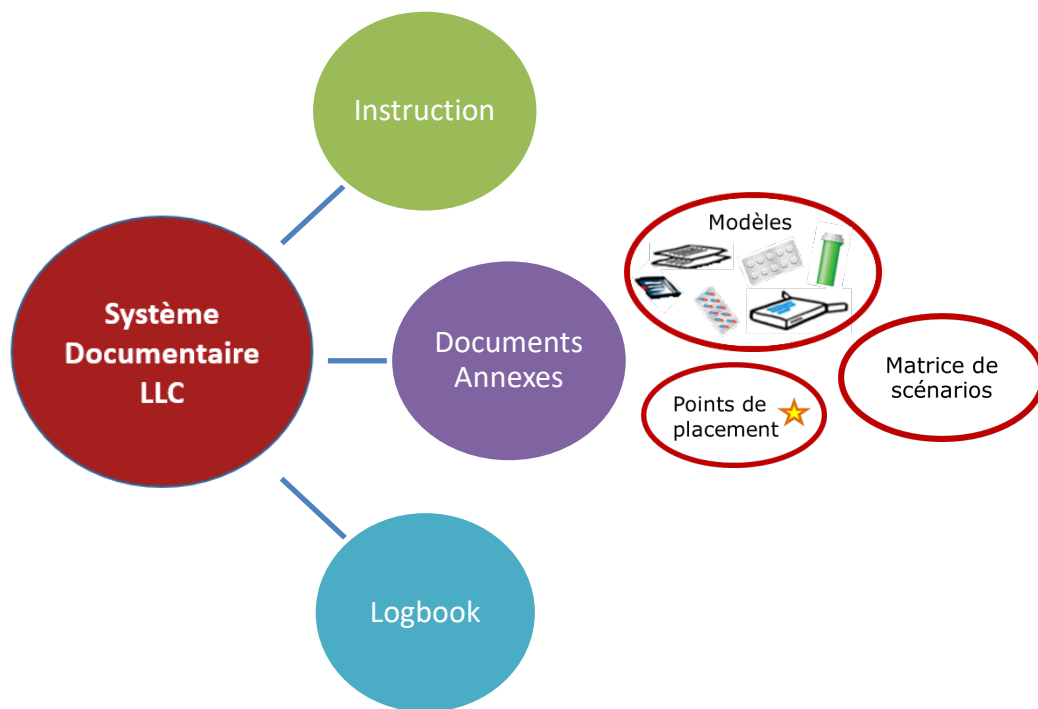 Instruction
Système
Documentaire
LLC
Documents
Annexes
Modèles
Matrice de
scénarios
Points de
placement
Logbook